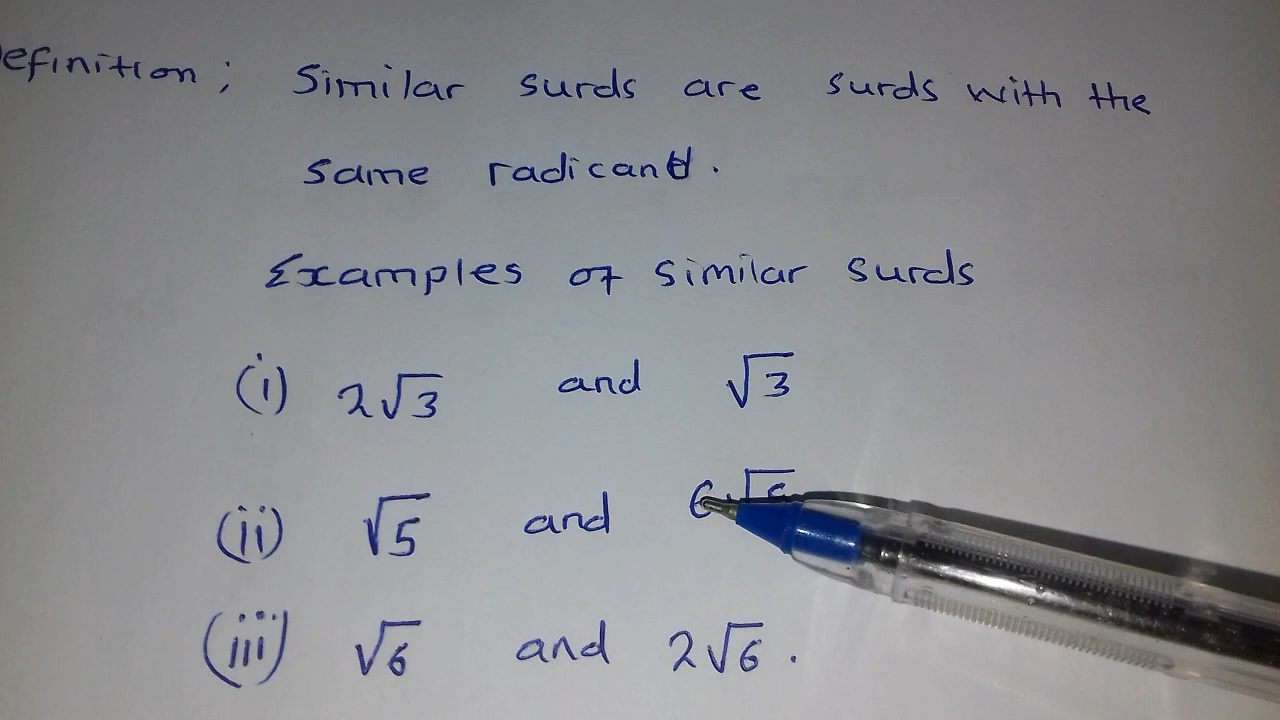 efinition; Similar surds are surds with the
same radicand.
Examples of similar surds
(i) 2√3 and √3
(ii) √5 and 6√
(iii) √6 and 2√6.